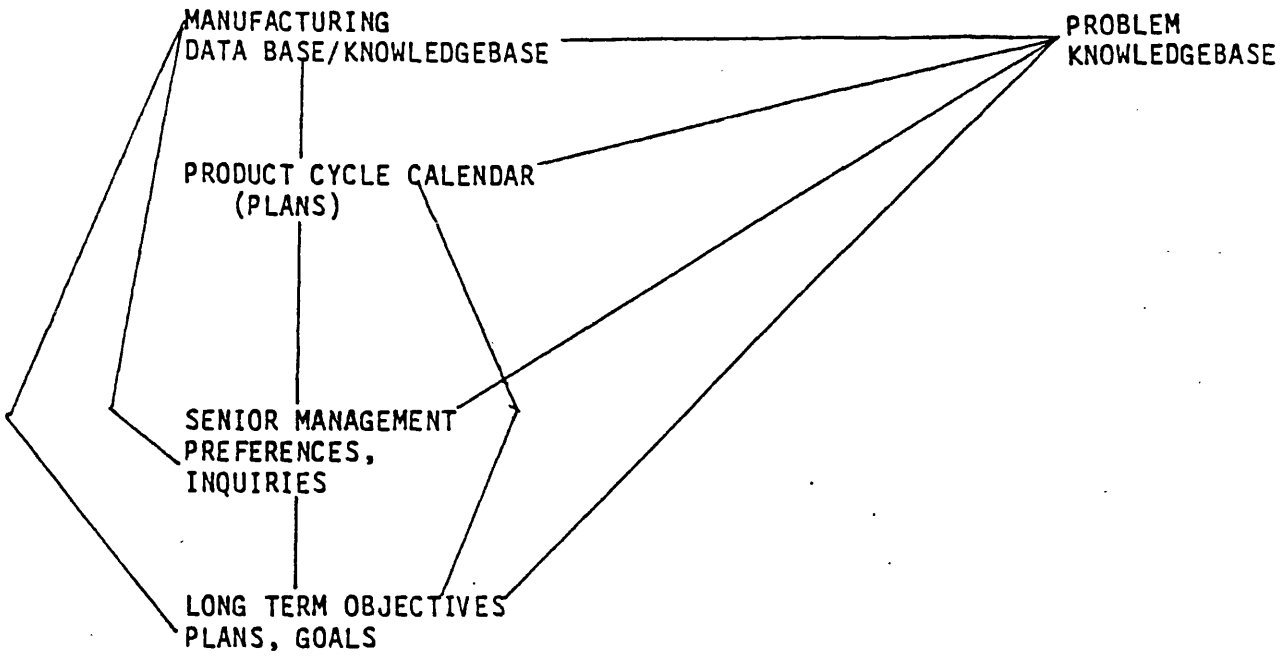 MANUFACTURING
DATA BASE/KNOWLEDGEBASE
PROBLEM
KNOWLEDGEBASE
PRODUCT CYCLE CALENDAR
(PLANS)
SENIOR MANAGEMENT
PREFERENCES,
INQUIRIES
LONG TERM OBJECTIVES
PLANS, GOALS